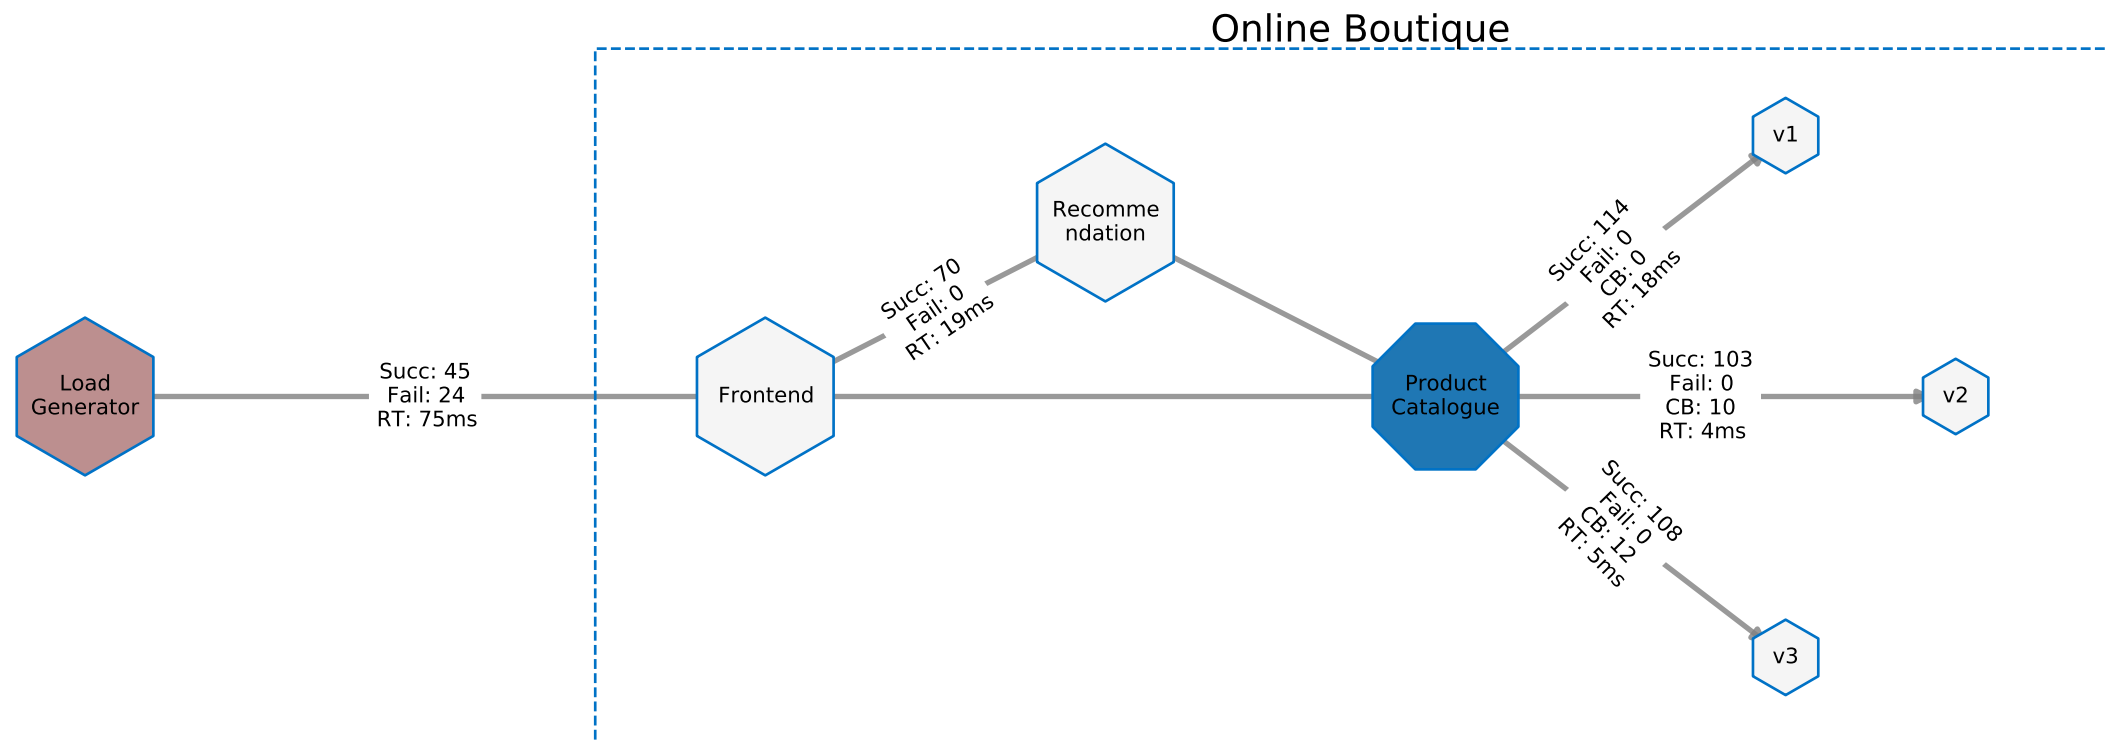 Online Boutique
Load
Generator
Succ: 45
Fail: 24
RT: 75ms
Frontend
Succ: 70
Fail: 0
RT: 19ms
Recomme
ndation
Product
Catalogue
Succ: 114
Fail: 0
CB: 0
RT: 18ms
v1
Succ: 103
Fail: 0
CB: 10
RT: 4ms
v2
Succ: 108
Fail: 0
CB: 12
RT: 5ms
v3